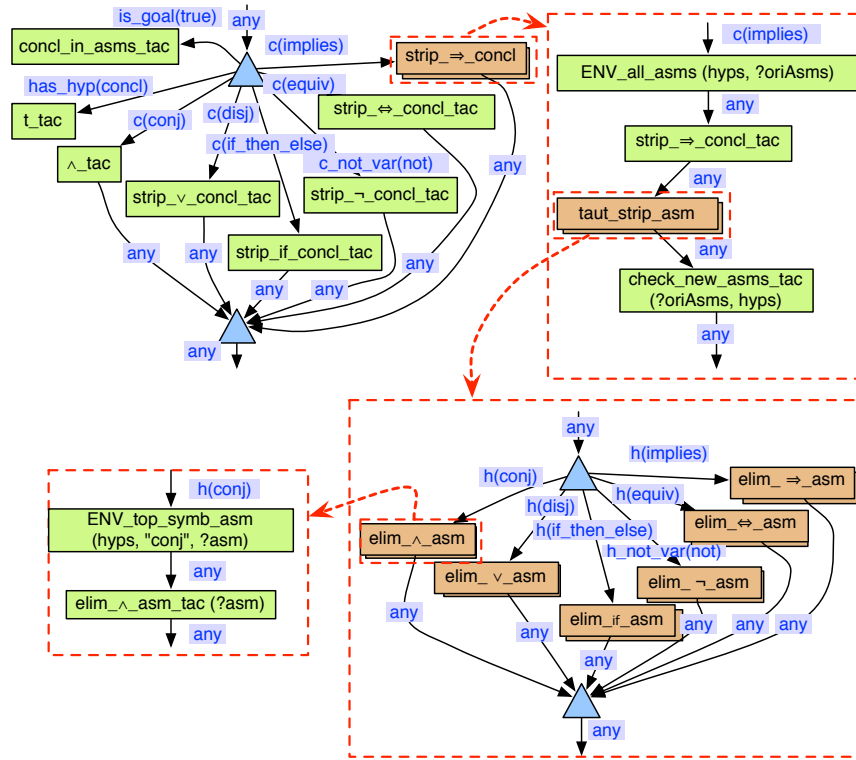 is_goal(true)
any
concl_in_asms_tac
c(implies)
strip_⇒_concl
has_hyp(concl)
c(equiv)
t_tac
c(conj)
c(disj)
strip_⇔_concl_tac
c(if_then_else)
any
∧_tac
c_not_var(not)
strip_∨_concl_tac
strip_¬_concl_tac
any
any
strip_if_concl_tac
any
any
any
any
c(implies)
ENV_all_asms (hyps, ?oriAsms)
any
strip_⇒_concl_tac
any
taut_strip_asm
any
check_new_asms_tac
(?oriAsms, hyps)
any
h(conj)
ENV_top_symb_asm
(hyps, "conj", ?asm)
any
elim_∧_asm_tac (?asm)
any
any
h(implies)
h(conj)
elim_ ⇒_asm
h(equiv)
h(disj)
elim_∧_asm
h(if_then_else)
elim_⇔_asm
h_not_var(not)
elim_ ∨_asm
elim_ ¬_asm
any
elim_if_asm
any
any
any
any
any
any